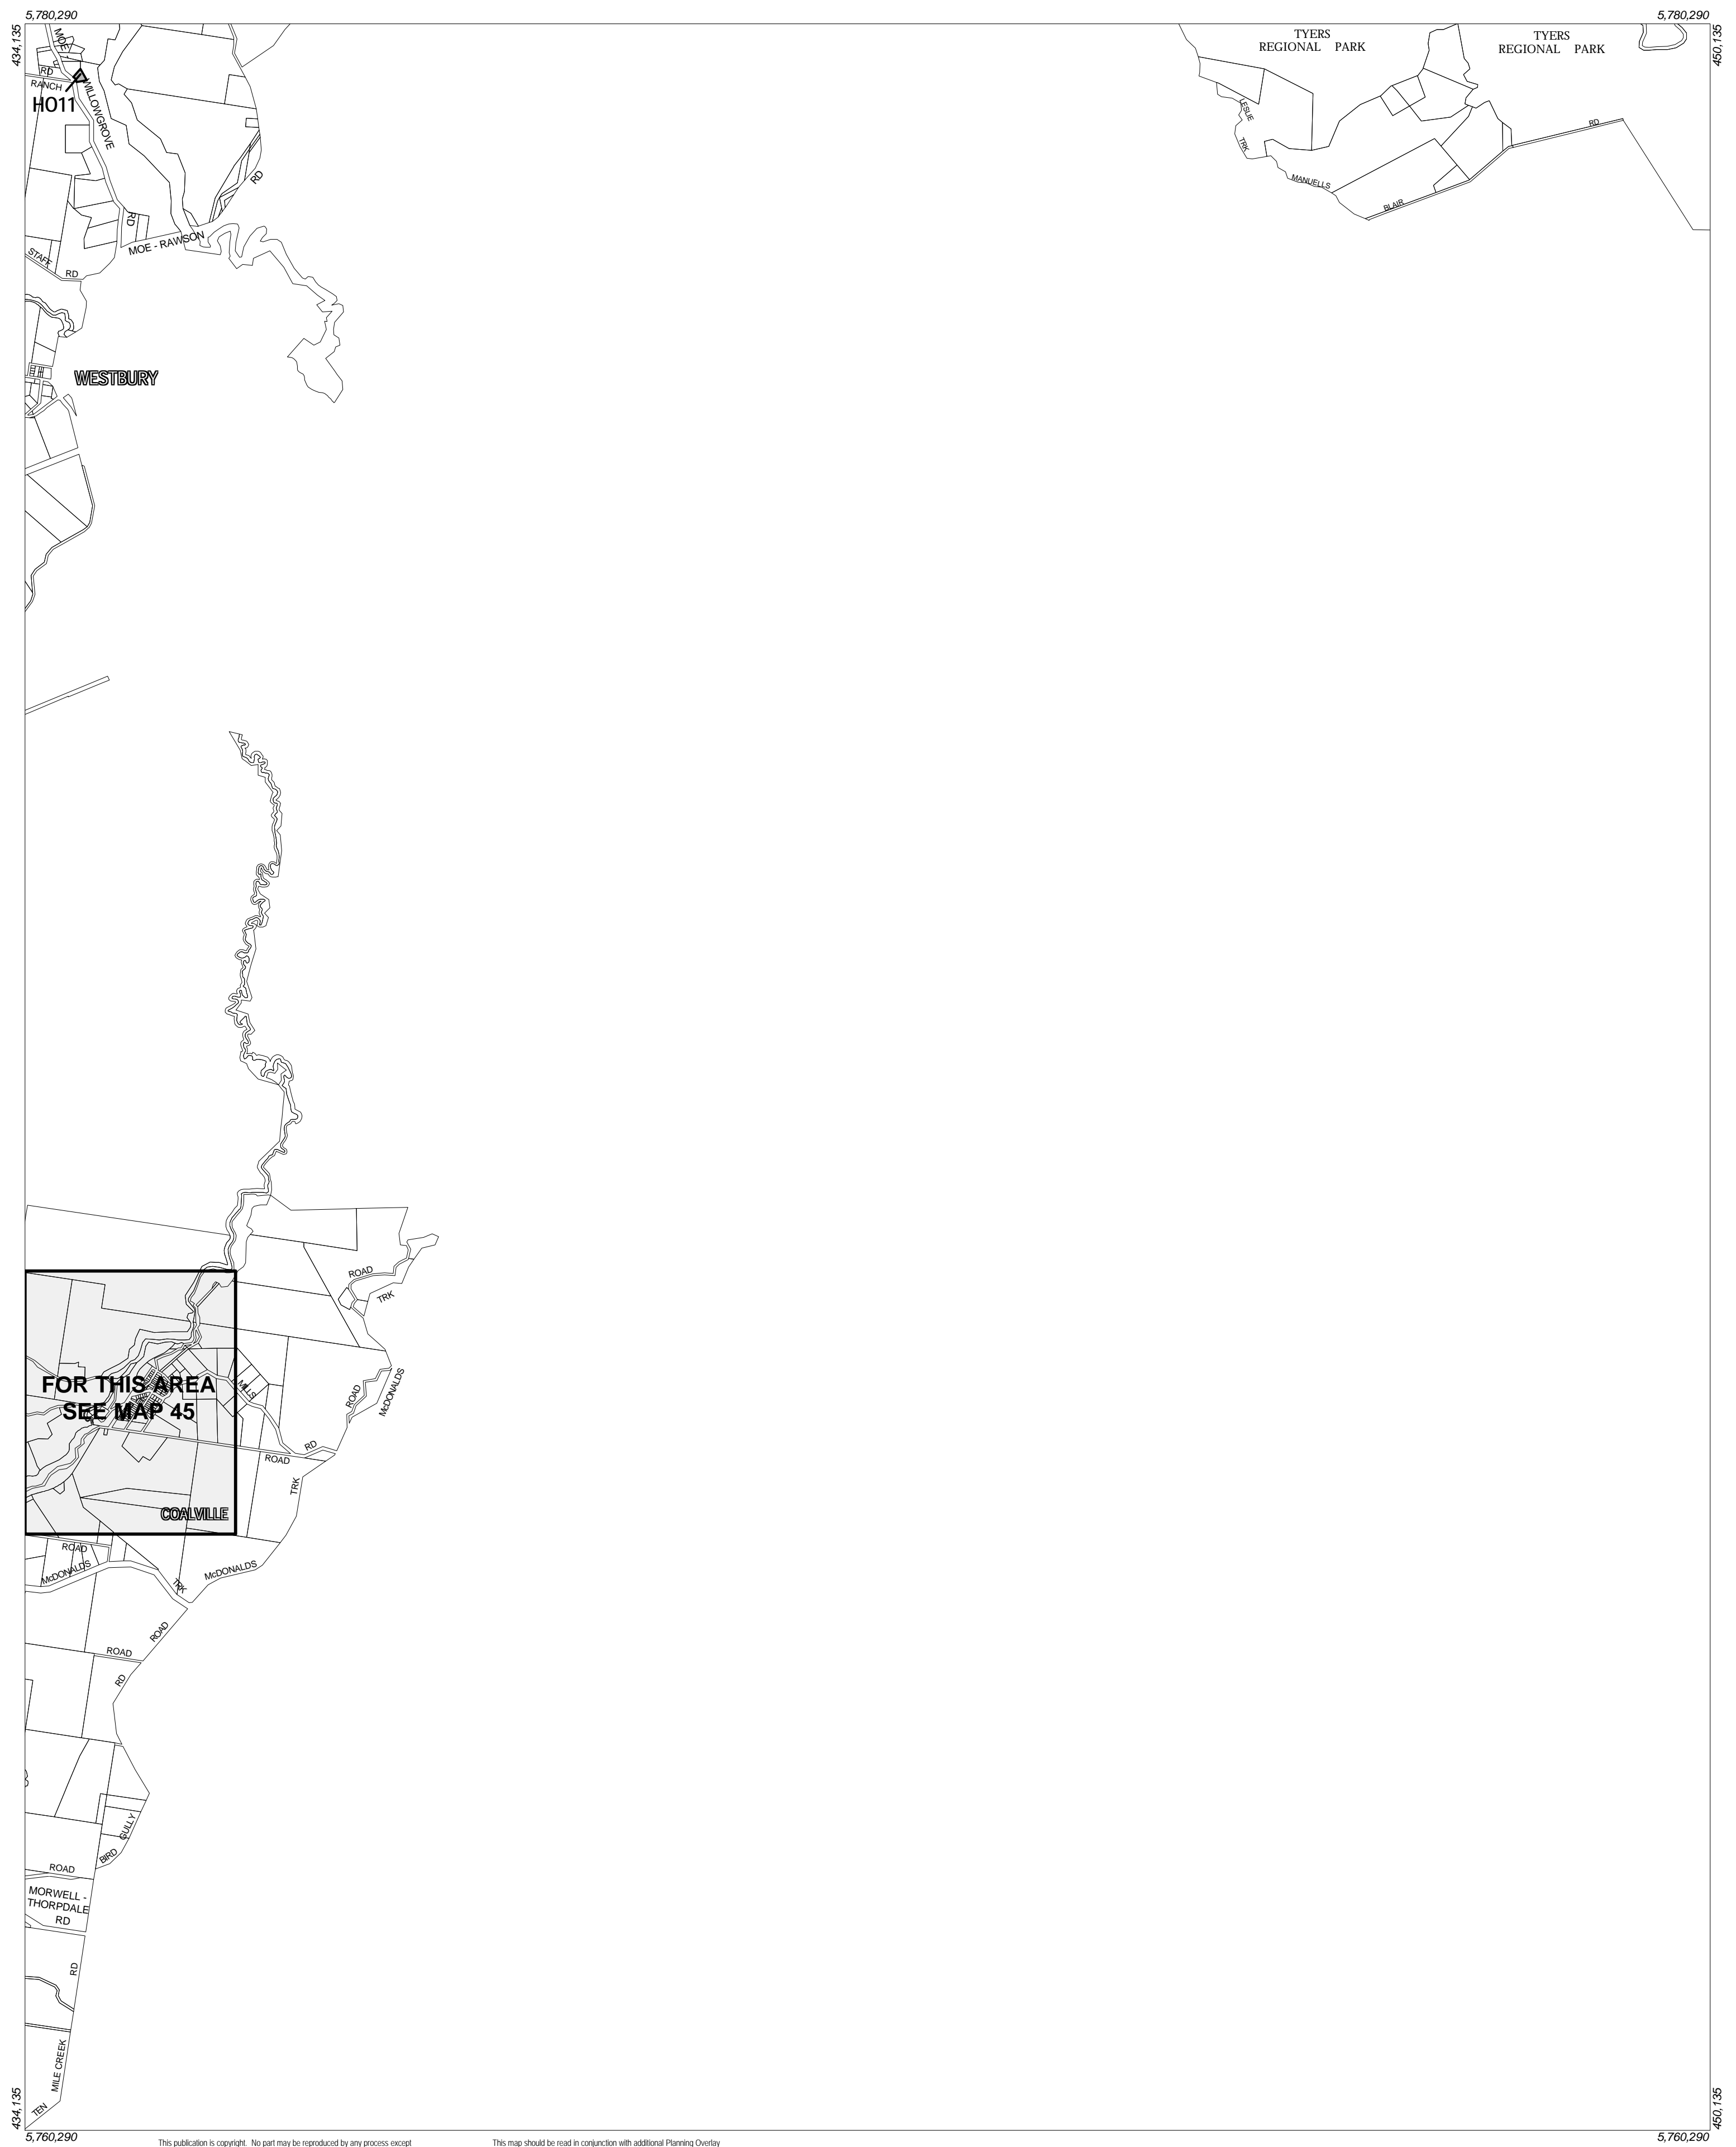 5,780,290
5,780,290
434,135
450,135
MOE
RD
RANCH
HO11
WILLOWGROVE
RD
RD
MOE - RAWSON
STAFF
RD
WESTBURY
TYERS
REGIONAL PARK
TYERS
REGIONAL PARK
LESLIE
TRK
MANUELLS
BLAIR
RD
ROAD
TRK
FOR THIS AREA
SEE MAP 45
MILLS
ROAD
McDONALDS
RD
ROAD
TRK
COALVILLE
ROAD
McDONALDS
TRK
McDONALDS
ROAD
ROAD
RD
GULLY
BIRD
ROAD
MORWELL -
THORPDALE
RD
RD
MILE CREEK
TEN
434,135
450,135
5,760,290
5,760,290
This publication is copyright. No part may be reproduced by any process except
This map should be read in conjunction with additional Planning Overlay